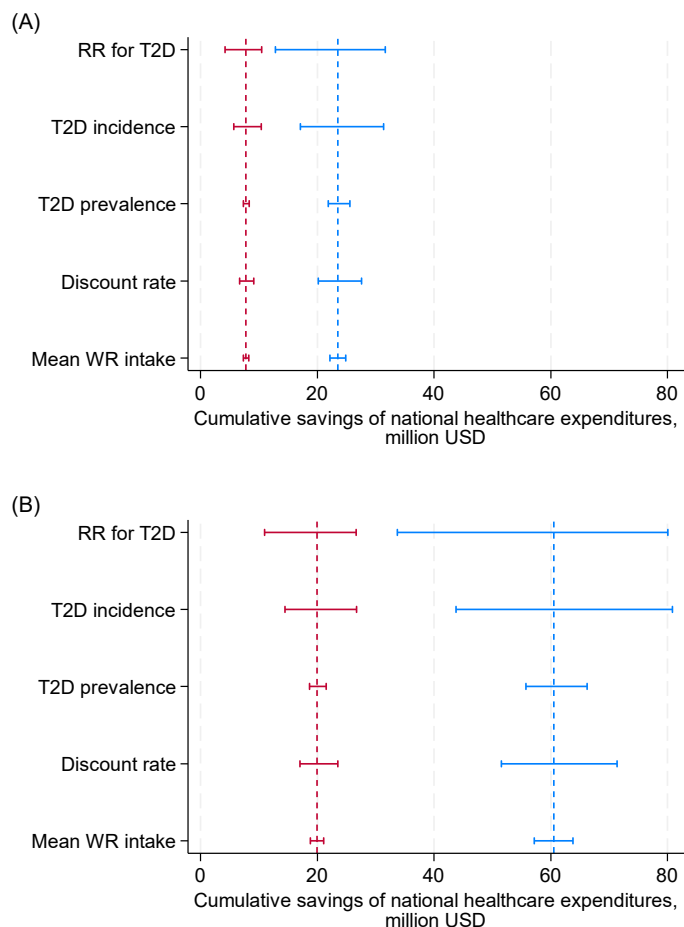 (A)
RR for T2D
T2D incidence
T2D prevalence
Discount rate
Mean WR intake
0 20 40 60 80
Cumulative savings of national healthcare expenditures,
million USD
(B)
RR for T2D
T2D incidence
T2D prevalence
Discount rate
Mean WR intake
0 20 40 60 80
Cumulative savings of national healthcare expenditures,
million USD